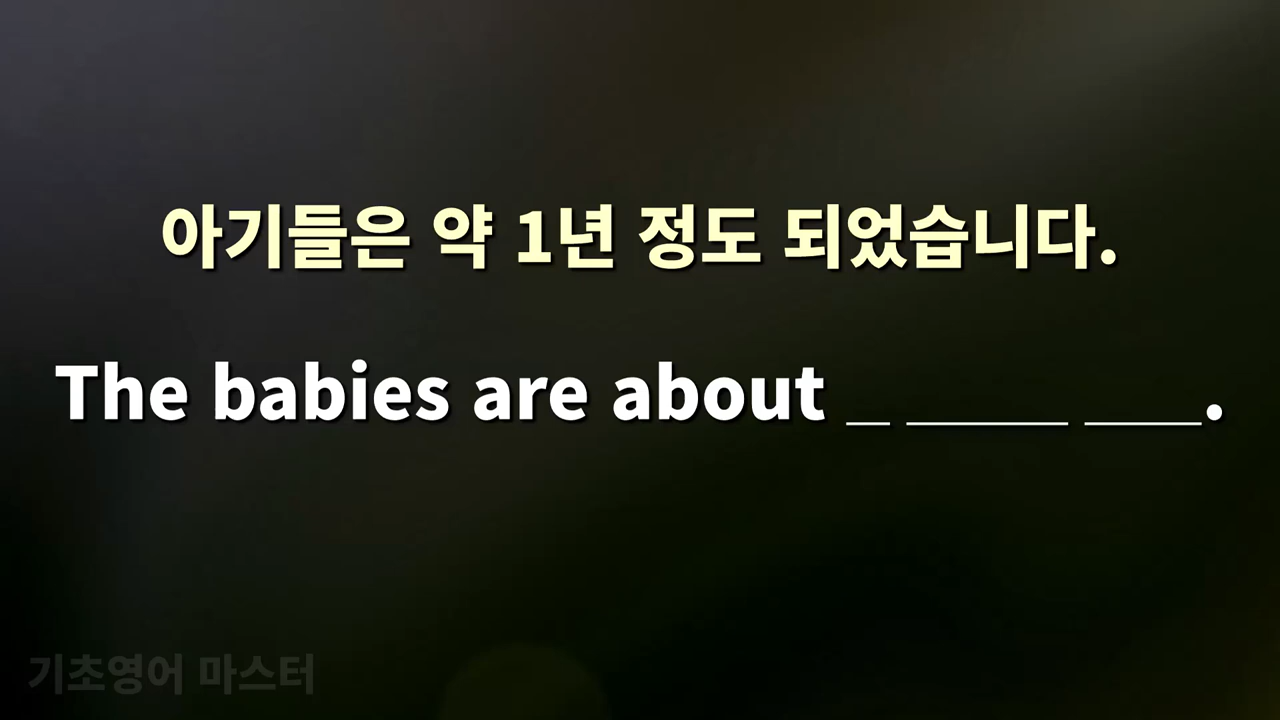 아기들은 약 1년 정도 되었습니다.
The babies are about _ ____ ___.
기초영어 마스터